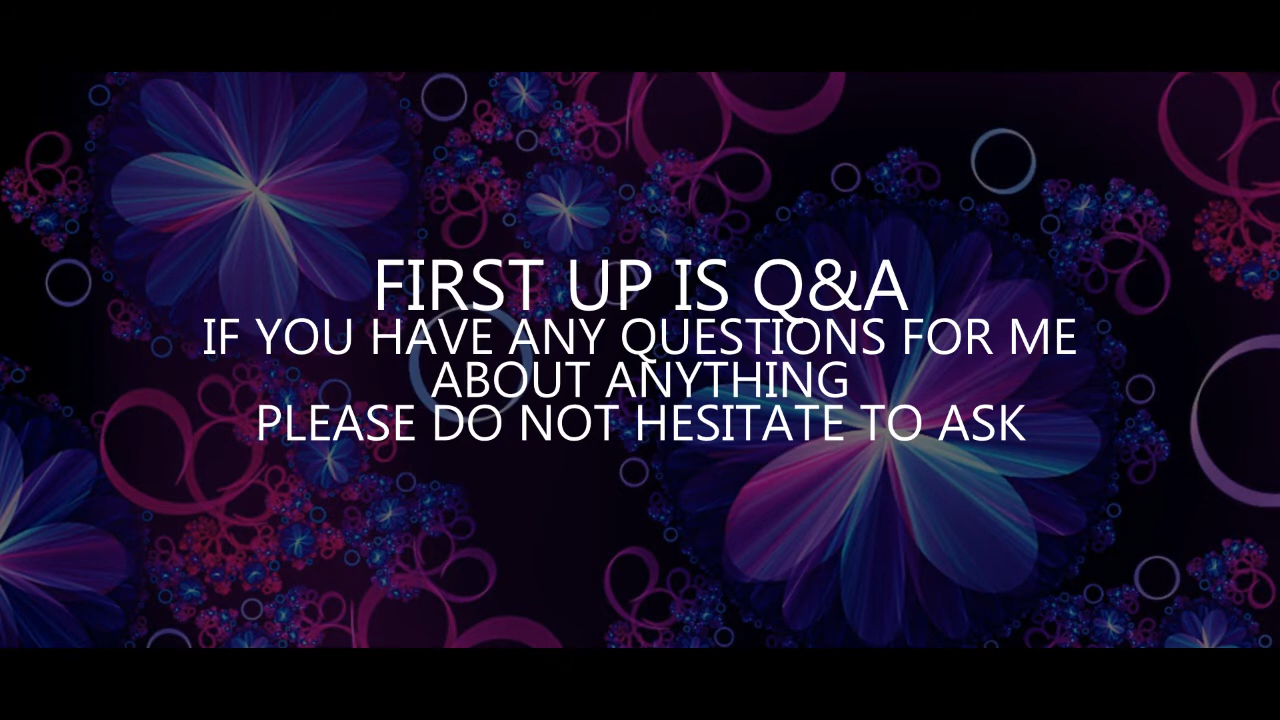 FIRST UP IS Q&A
IF YOU HAVE ANY QUESTIONS FOR ME
ABOUT ANYTHING
PLEASE DO NOT HESITATE TO ASK